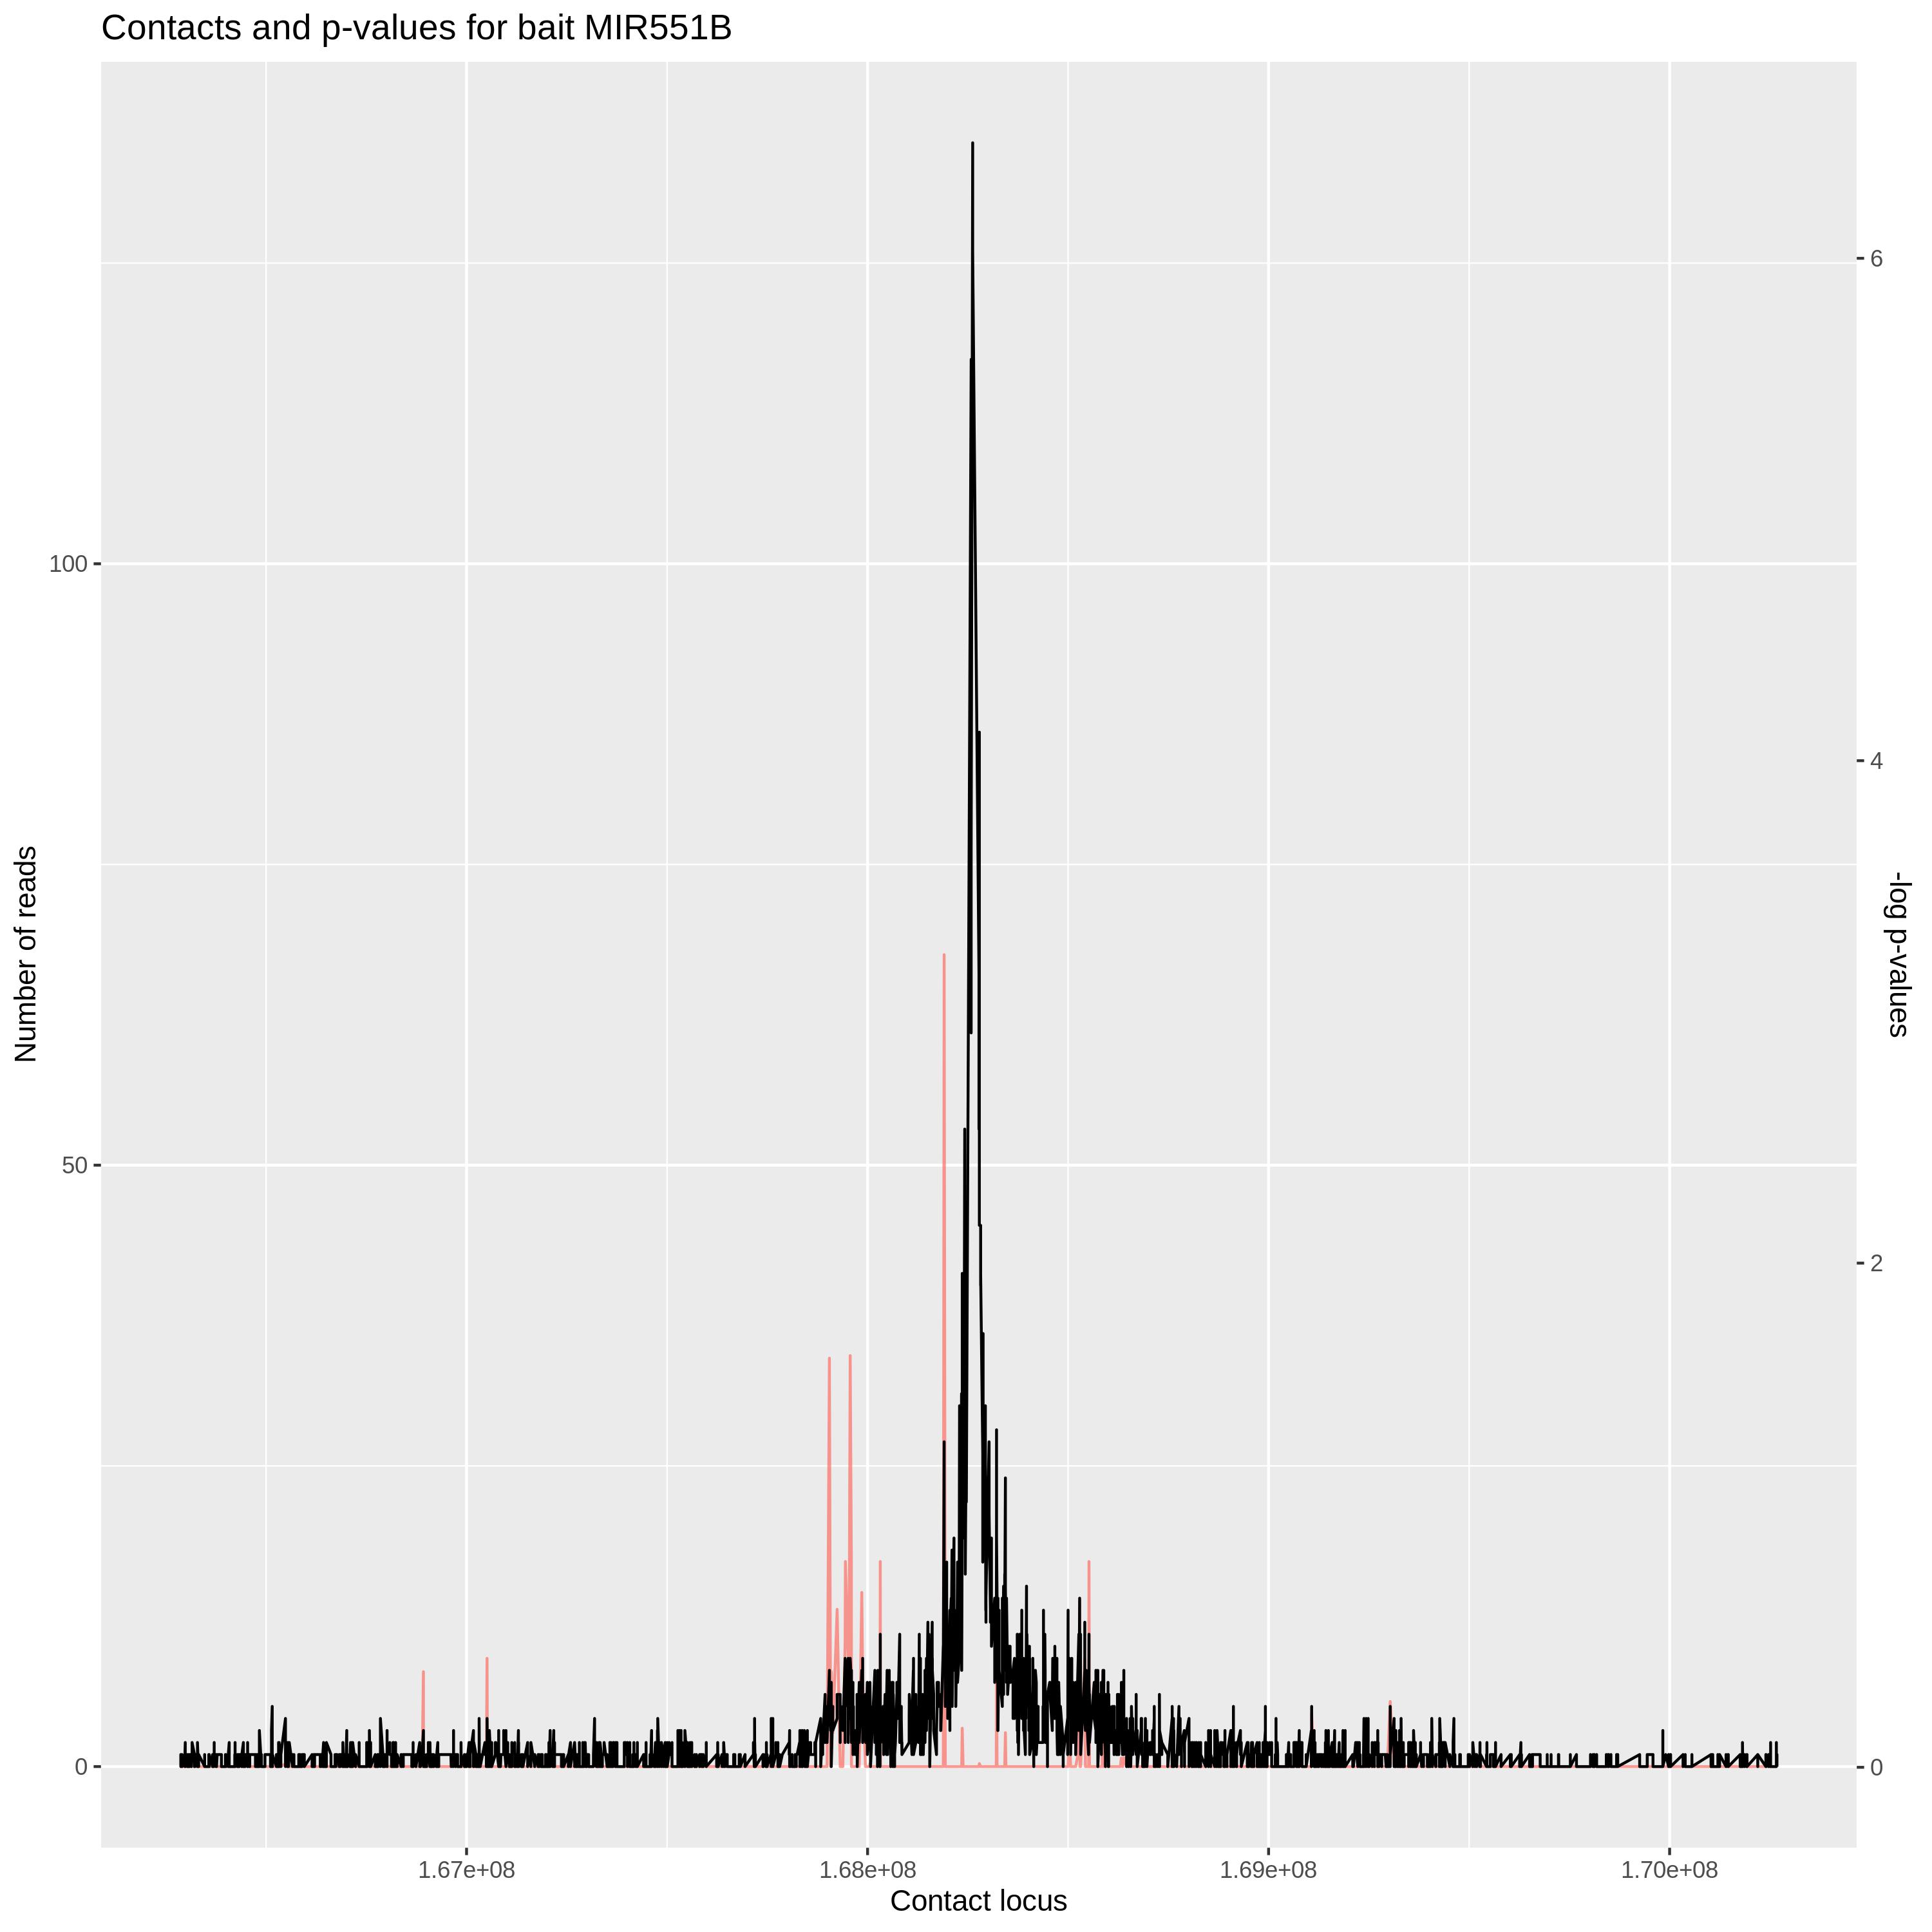 Contacts and p-values for bait MIR551B
Number of reads
100
50
0
6
4
2
0
-log p-values
1.67e+08
1.68e+08
1.69e+08
1.70e+08
Contact locus